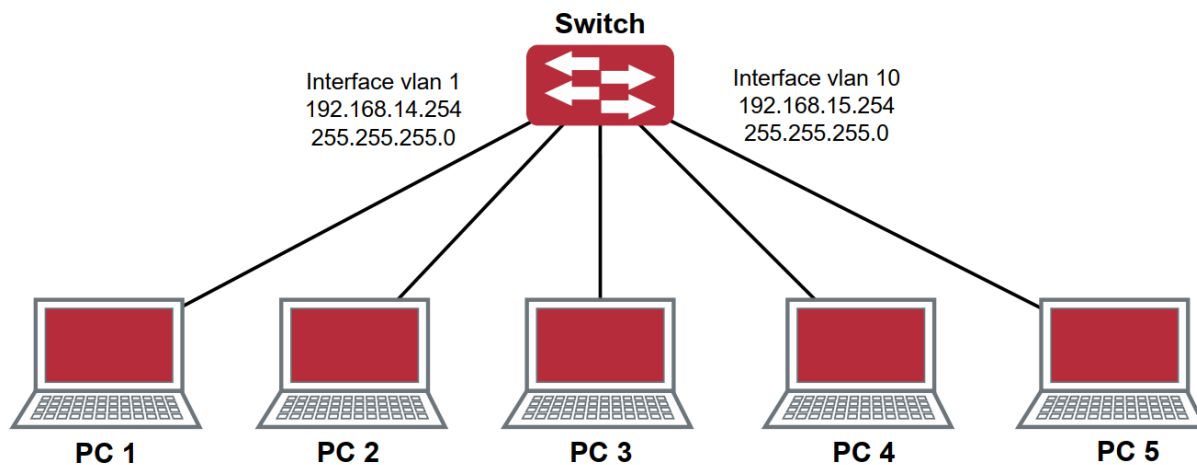 Switch
Interface vlan 1
192.168.14.254
255.255.255.0
Interface vlan 10
192.168.15.254
255.255.255.0
PC 1
PC 2
PC 3
PC 4
PC 5